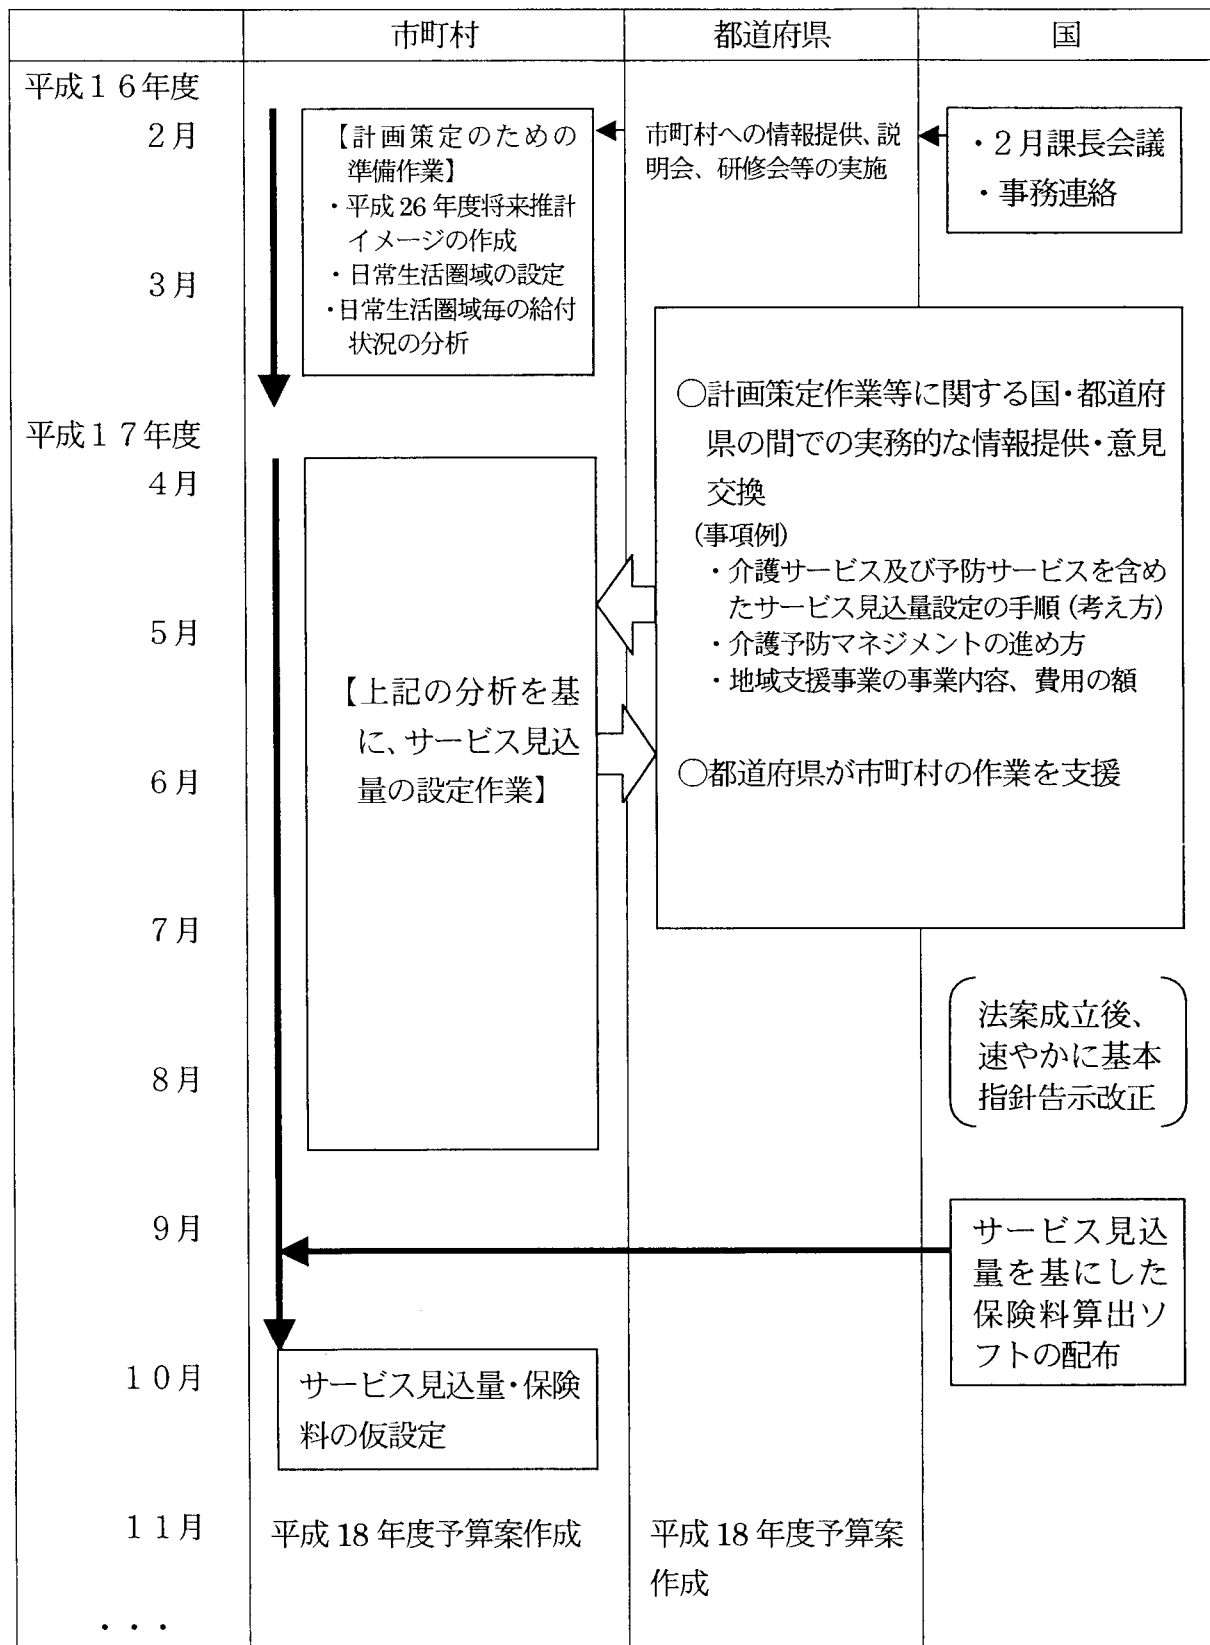 市町村
都道府県
国
平成１６年度
２月
３月
平成１７年度
４月
５月
６月
７月
８月
９月
１０月
１１月
・・・
【計画策定のための
準備作業】
・平成26年度将来推計
イメージの作成
・日常生活圏域の設定
・日常生活圏域毎の給付
状況の分析
市町村への情報提供、説
明会、研修会等の実施
・２月課長会議
・事務連絡
○計画策定作業等に関する国・都道府
県の間での実務的な情報提供・意見
交換
（事項例）
・介護サービス及び予防サービスを含め
たサービス見込量設定の手順（考え方）
・介護予防マネジメントの進め方
・地域支援事業の事業内容、費用の額
○都道府県が市町村の作業を支援
【上記の分析を基
に、サービス見込
量の設定作業】
法案成立後、
速やかに基本
指針告示改正
サービス見込
量を基にした
保険料算出ソ
フトの配布
サービス見込量・保険
料の仮設定
平成18年度予算案作成
平成18年度予算案
作成